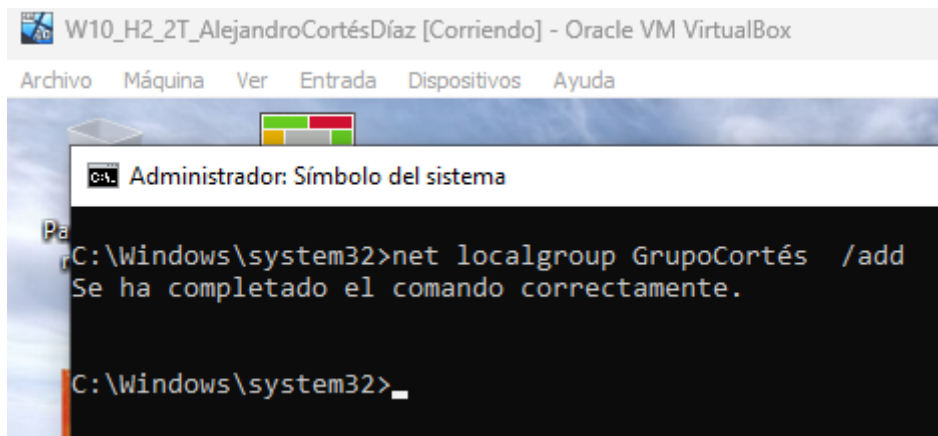 W10_H2_2T_AlejandroCortésDíaz [Corriendo] - Oracle VM VirtualBox
Archivo Máquina Ver Entrada Dispositivos Ayuda
Administrador: Símbolo del sistema
Pa
C:\Windows\system32>net localgroup GrupoCortés  /add
Se ha completado el comando correctamente.
C:\Windows\system32>